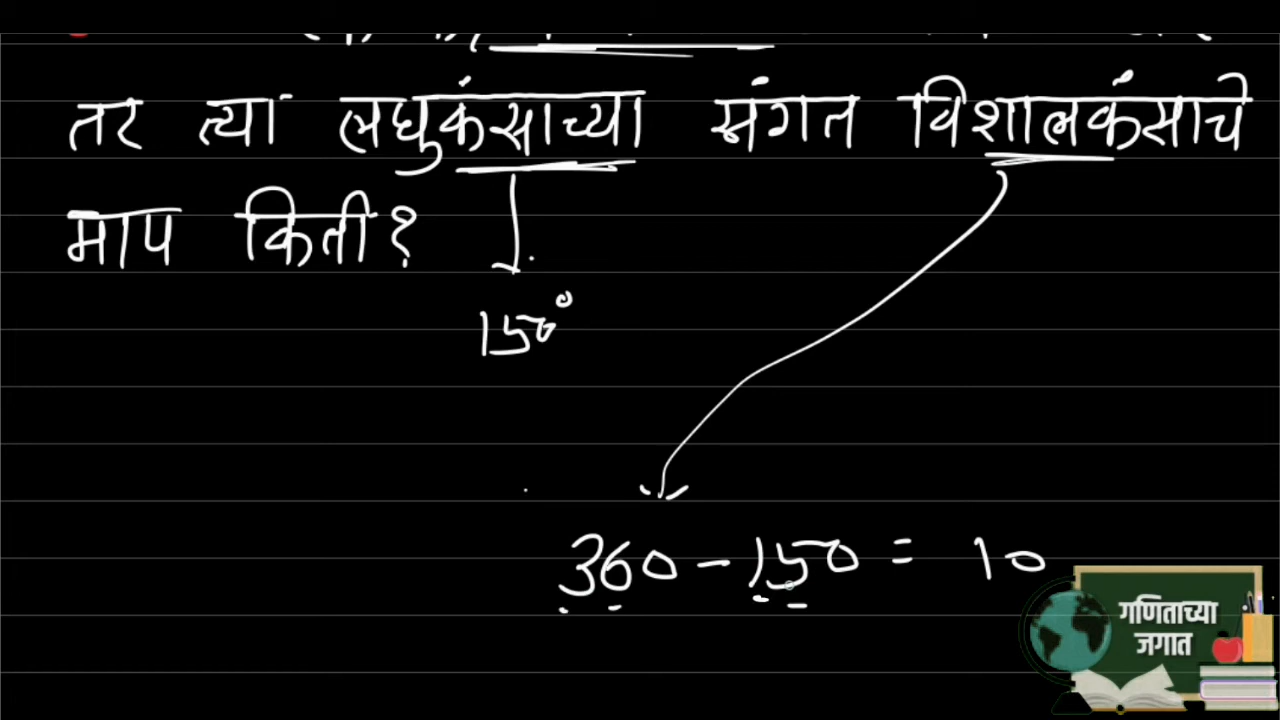 तर त्या लघुकंसाच्या संगत विशालकंसाचे
माप किती?
150°
360 - 150 = 10
गणिताच्या
जगात